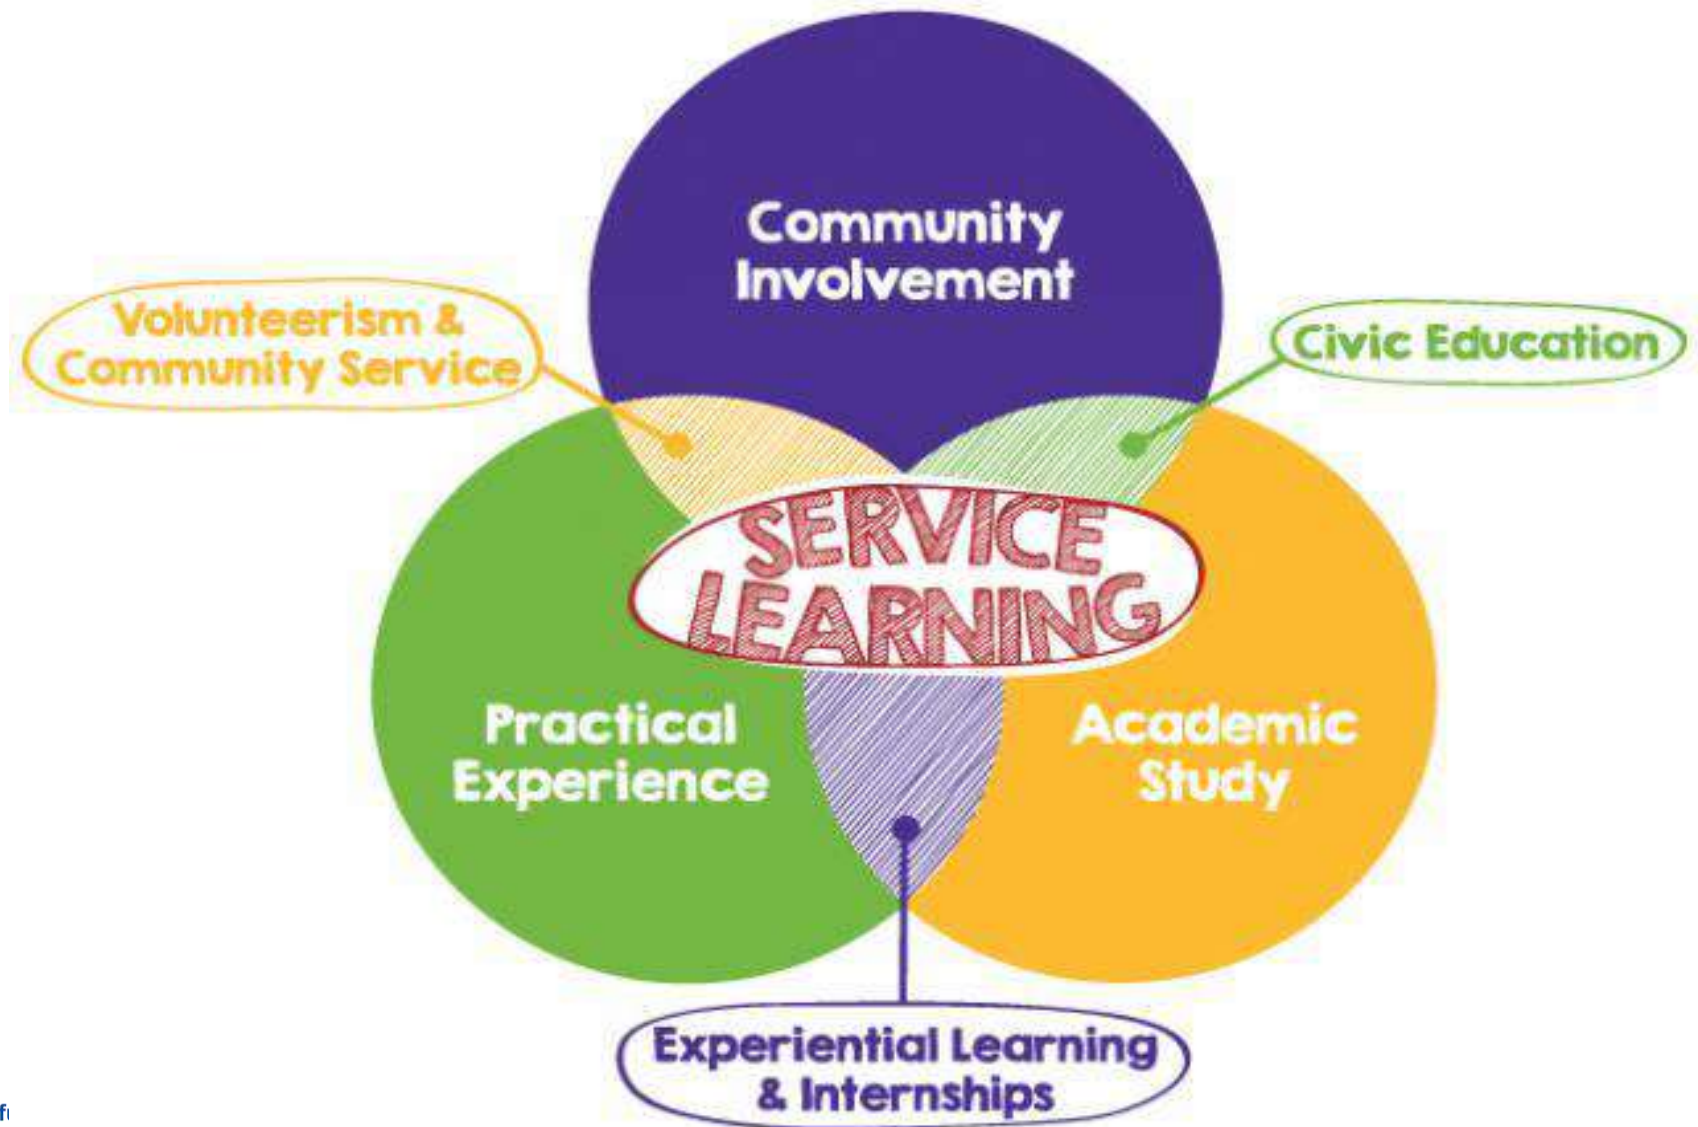 Community
Involvement
Volunteerism &
Community Service
Civic Education
SERVICE
LEARNING
Practical
Experience
Academic
Study
Experiential Learning
& Internships